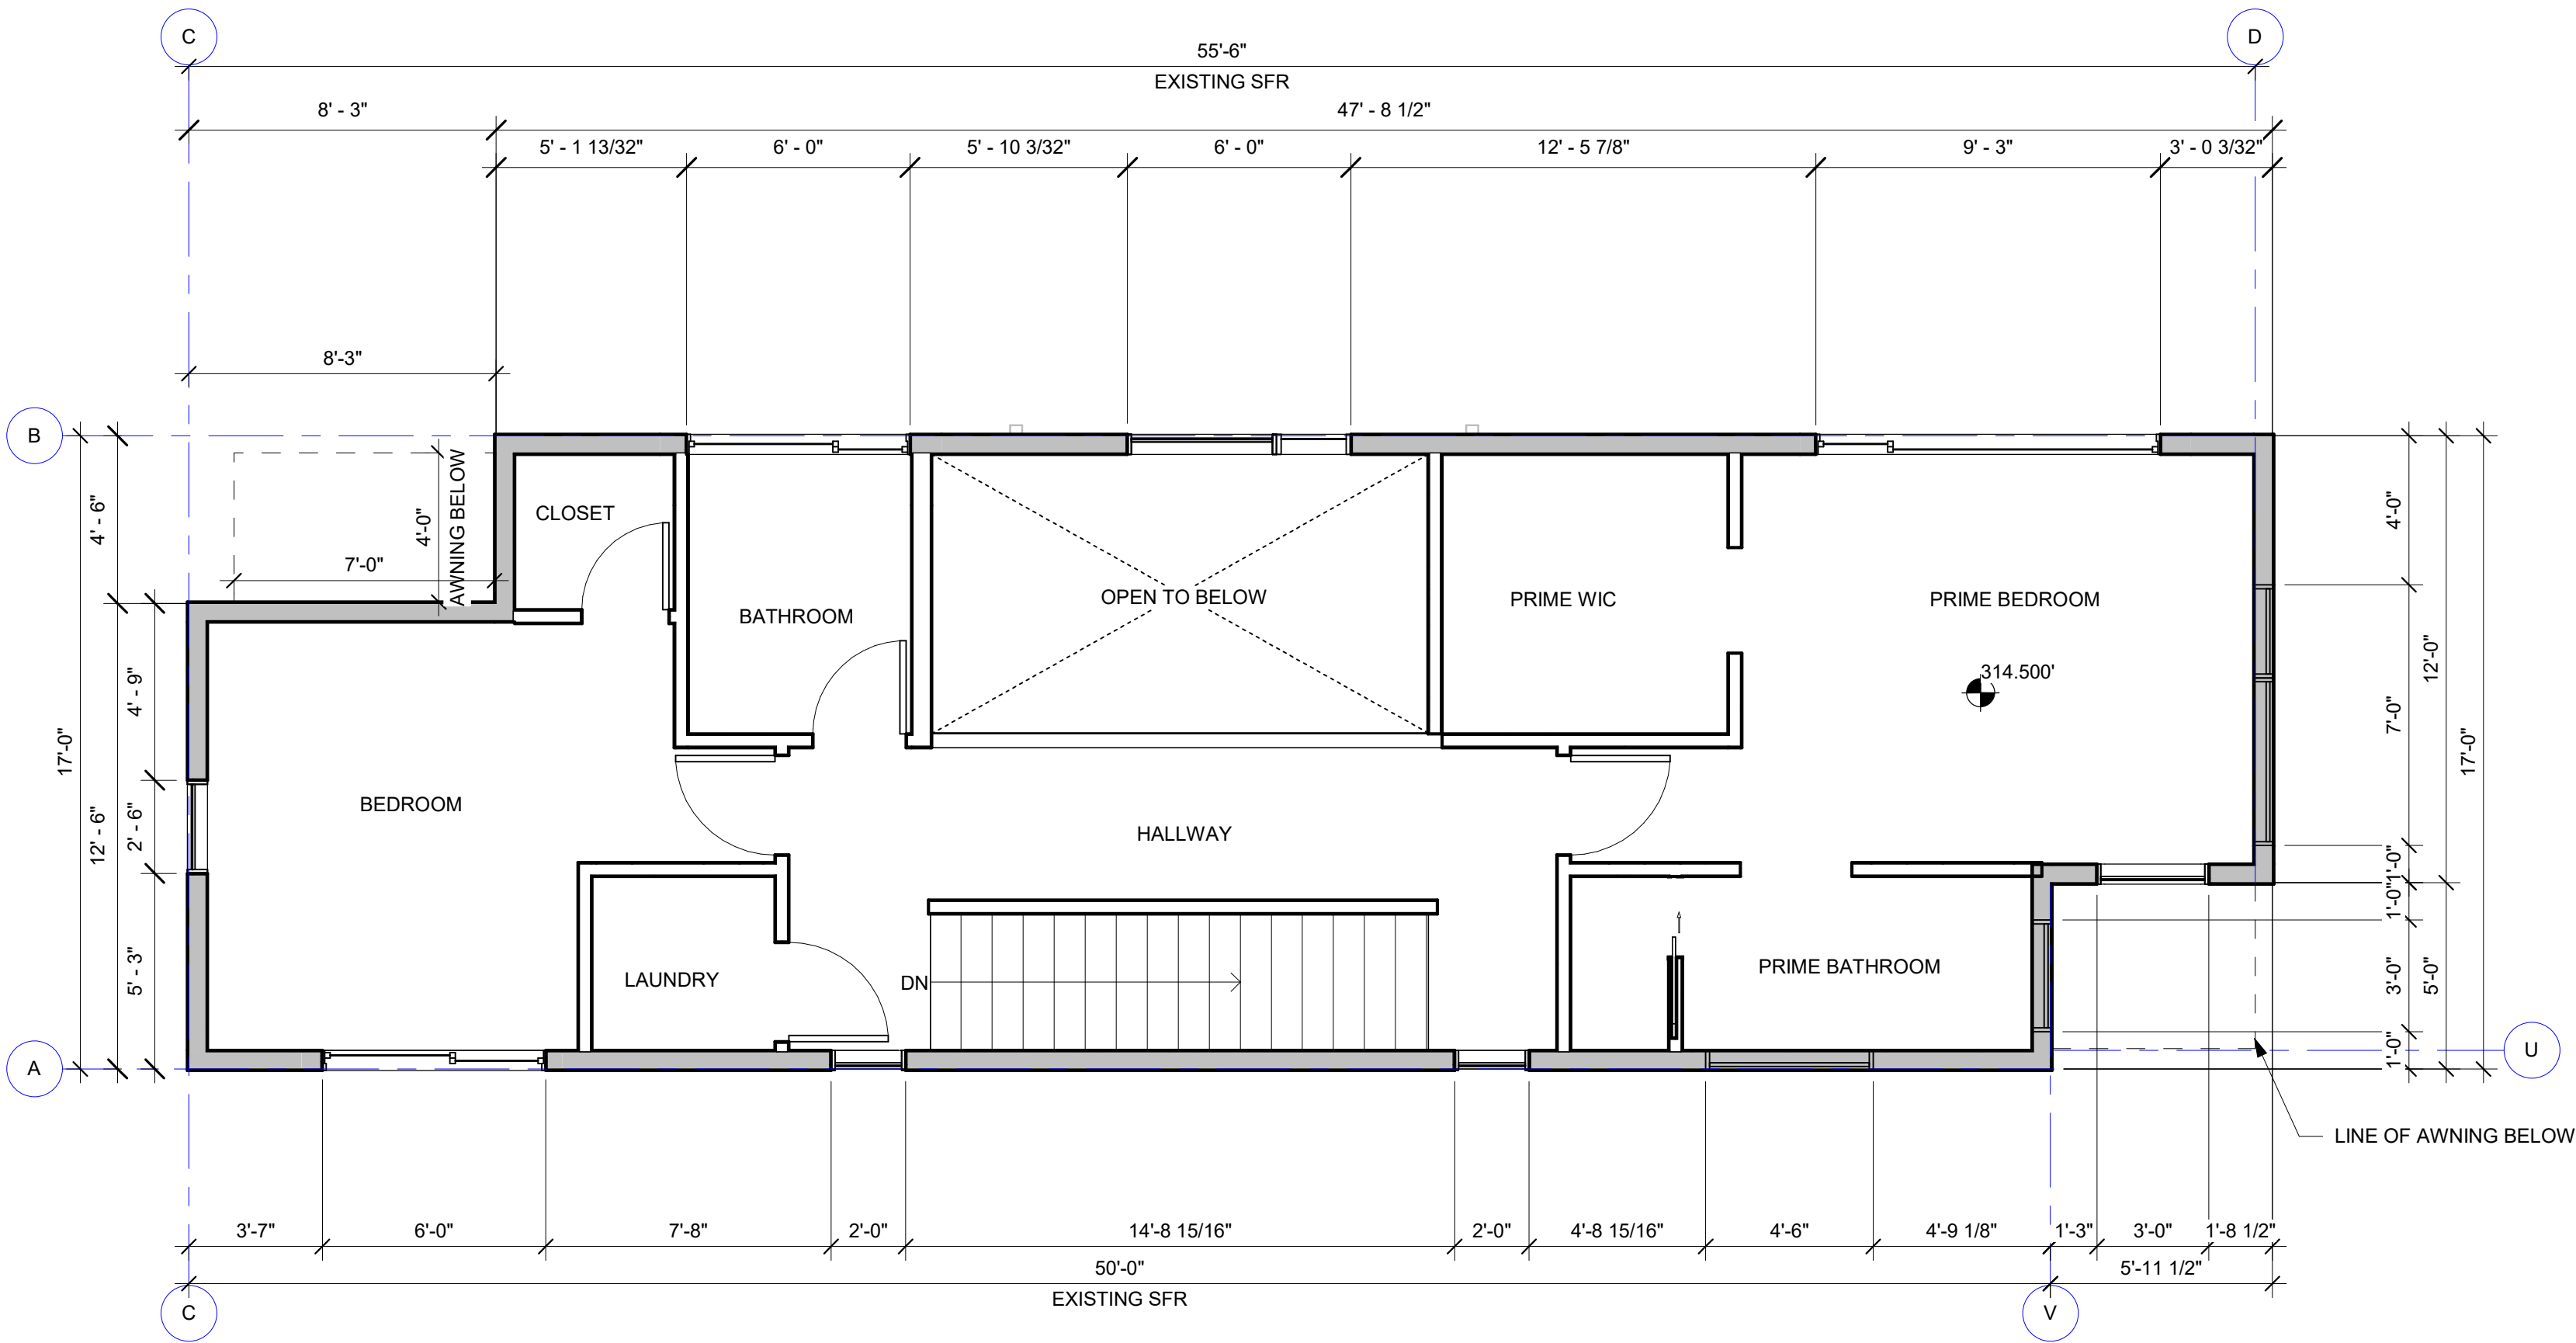 C
D
55'-6"
EXISTING SFR
8' - 3"
47' - 8 1/2"
5' - 1 13/32"
6' - 0"
5' - 10 3/32"
6' - 0"
12' - 5 7/8"
9' - 3"
3' - 0 3/32"
8'-3"
B
4' - 6"
4'-0"
AWNING BELOW
7'-0"
CLOSET
BATHROOM
OPEN TO BELOW
PRIME WIC
PRIME BEDROOM
314.500'
4'-0"
12'-0"
7'-0"
17'-0"
1'-0"
17'-0"
4' - 9"
12' - 6"
2' - 6"
5' - 3"
BEDROOM
HALLWAY
LAUNDRY
DN
PRIME BATHROOM
1'-0"
3'-0"
5'-0"
1'-0"
A
U
LINE OF AWNING BELOW
3'-7"
6'-0"
7'-8"
2'-0"
14'-8 15/16"
2'-0"
4'-8 15/16"
4'-6"
4'-9 1/8"
1'-3"
3'-0"
1'-8 1/2"
50'-0"
5'-11 1/2"
EXISTING SFR
C
V